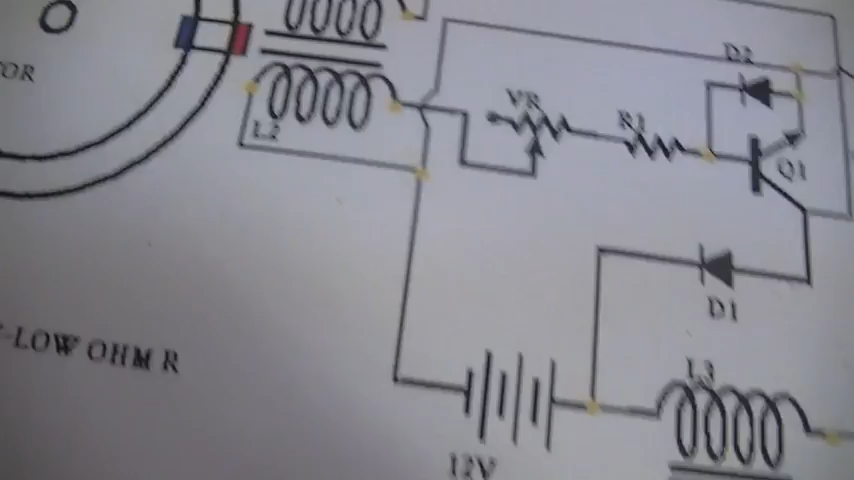 D2
OR
VR
R1
L2
Q1
D1
-LOW OHM R
L3
12V